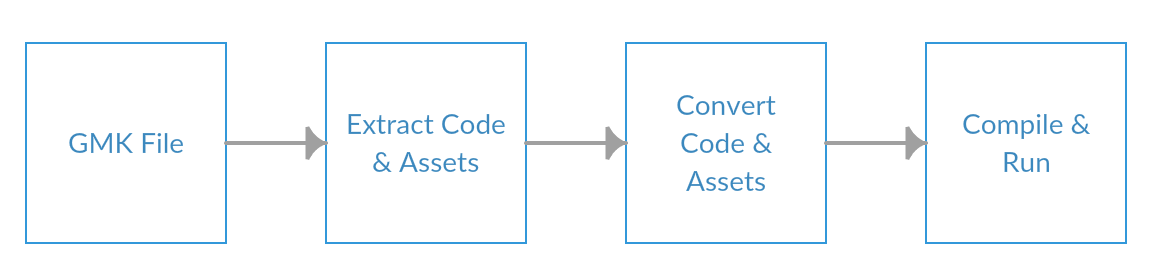 GMK File
Extract Code
& Assets
Convert
Code &
Assets
Compile &
Run